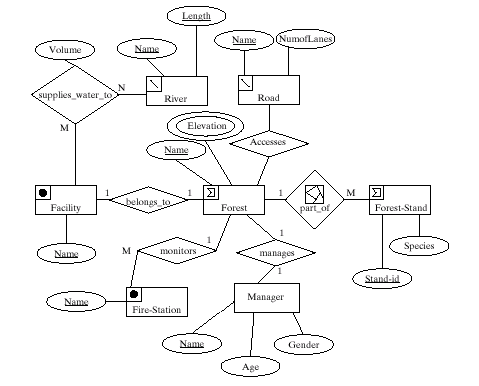 Length
Volume
Name
Name
NumofLanes
supplies_water_to
N
River
Road
M
Elevation
Name
Accesses
Facility
1
belongs_to
1
Forest
1
part_of
M
Forest-Stand
Name
M
monitors
1
1
manages
1
Species
Stand-id
Name
Fire-Station
Manager
Name
Age
Gender